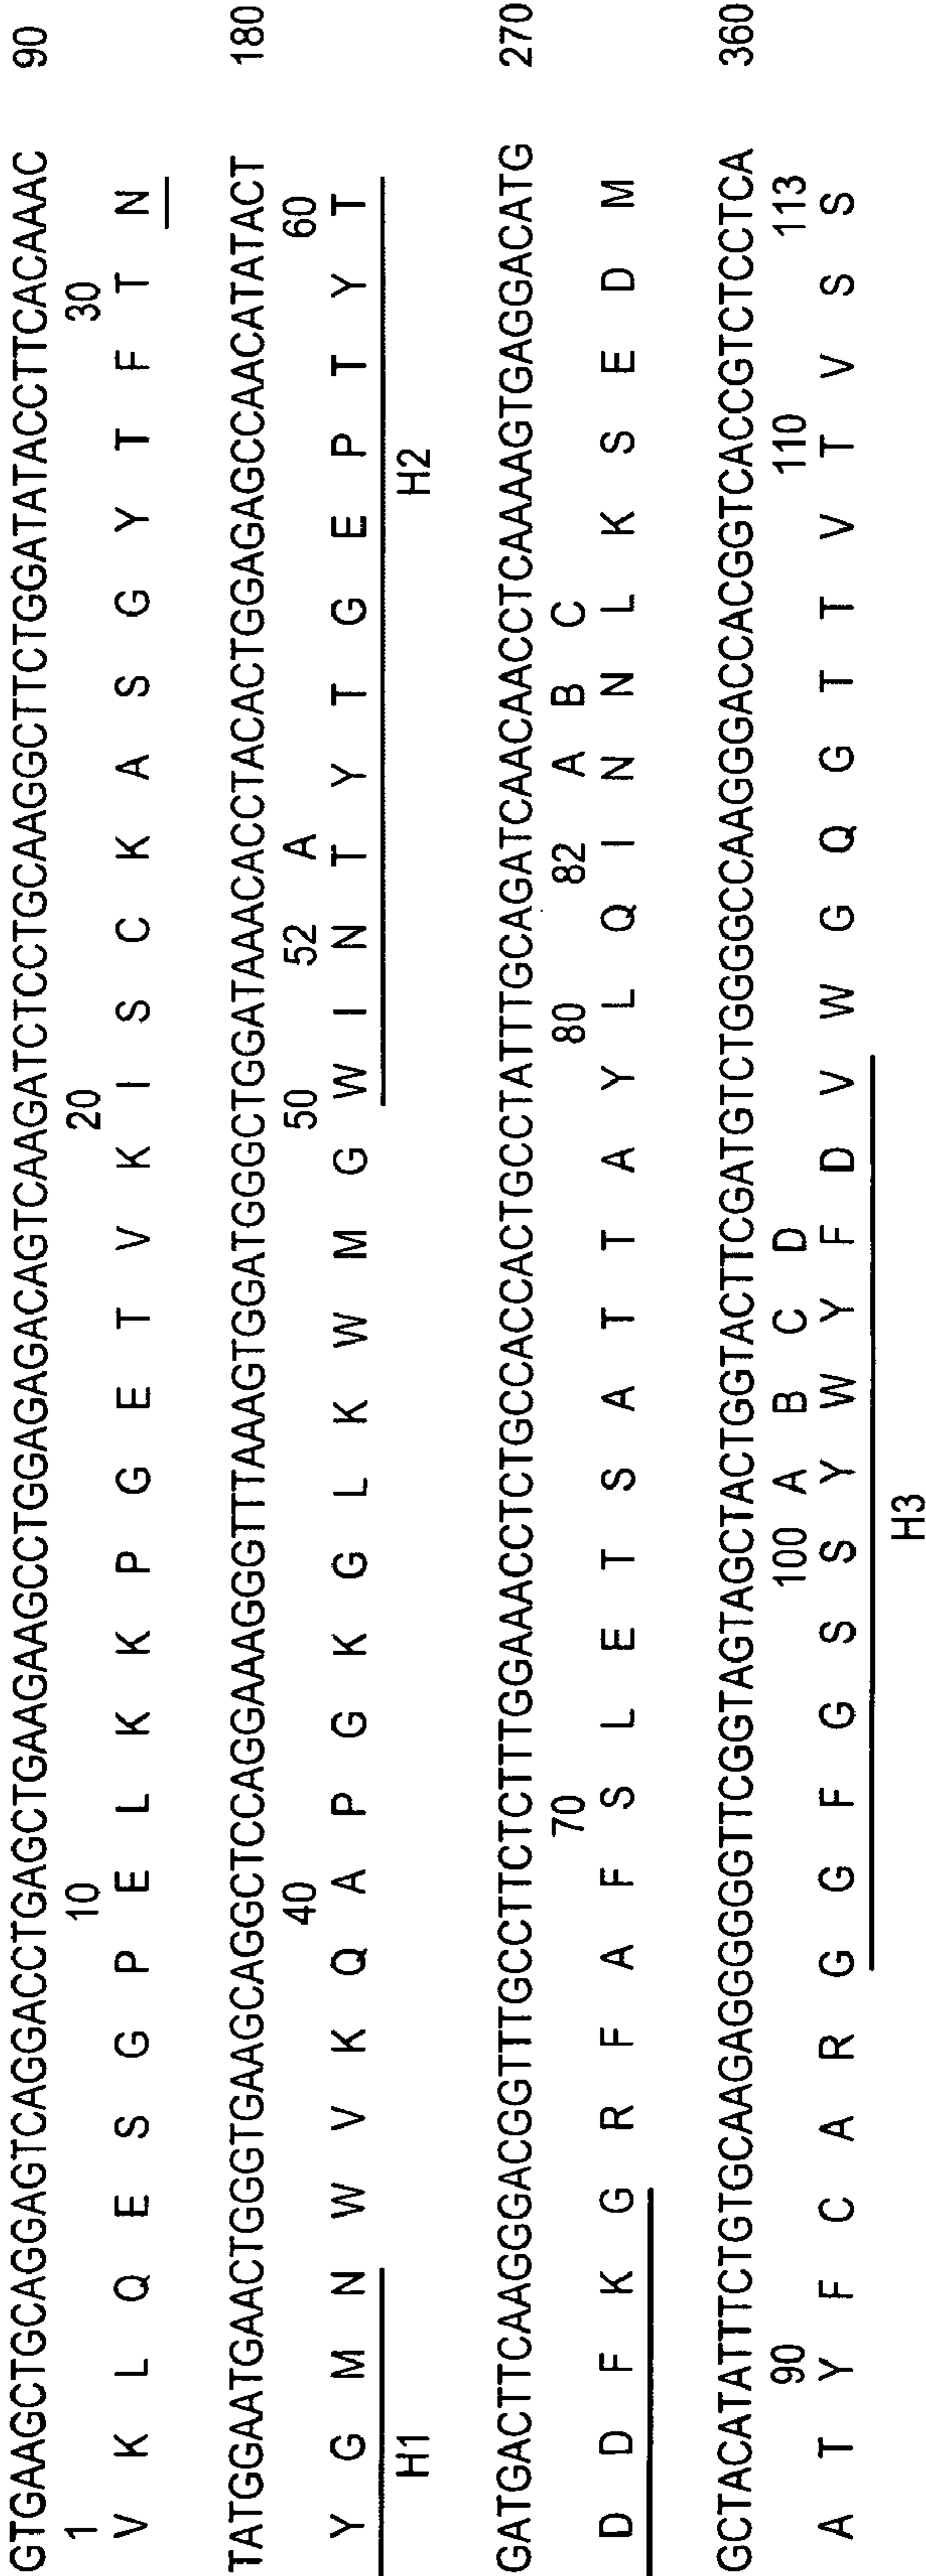 GTGAAGCTGCAGGAGTCAGGACCTGAGCTGAAGAAGCCTGGAGAGACAGTCAAGATCTCCTGCAAGGCTTCTGGATATACCTTCACAAAC 90
1 10 20 30
V K L Q E S G P E L K K P G E T V K I S C K A S G Y T F T N
TATGGAATGAACTGGGTGAAGCAGGCTCCAGGAAAGGGTTTAAAGTGGATGGGCTGGATAAACACCTACACTGGAGAGCCAACATATACT 180
40 50 52 A 60
Y G M N W V K Q A P G K G L K W M G W I N T Y T G E P T Y T
H1 H2
GATGACTTCAAGGGACGGTTTGCCTTCTCTTTGGAAACCTCTGCCACCACTGCCTATTTGCAGATCAACAACCTCAAAAGTGAGGACATG 270
70 80 82 A B C
D D F K G R F A F S L E T S A T T A Y L Q I N N L K S E D M
GCTACATATTTCTGTGCAAGAGGGGGGTTCGGTAGTAGCTACTGGTACTTCGATGTCTGGGGCCAAGGGACCACGGTCACCGTCTCCTCA 360
90 100 A B C D 110 113
A T Y F C A R G G F G S S Y W Y F D V W G Q G T T V T V S S
H3